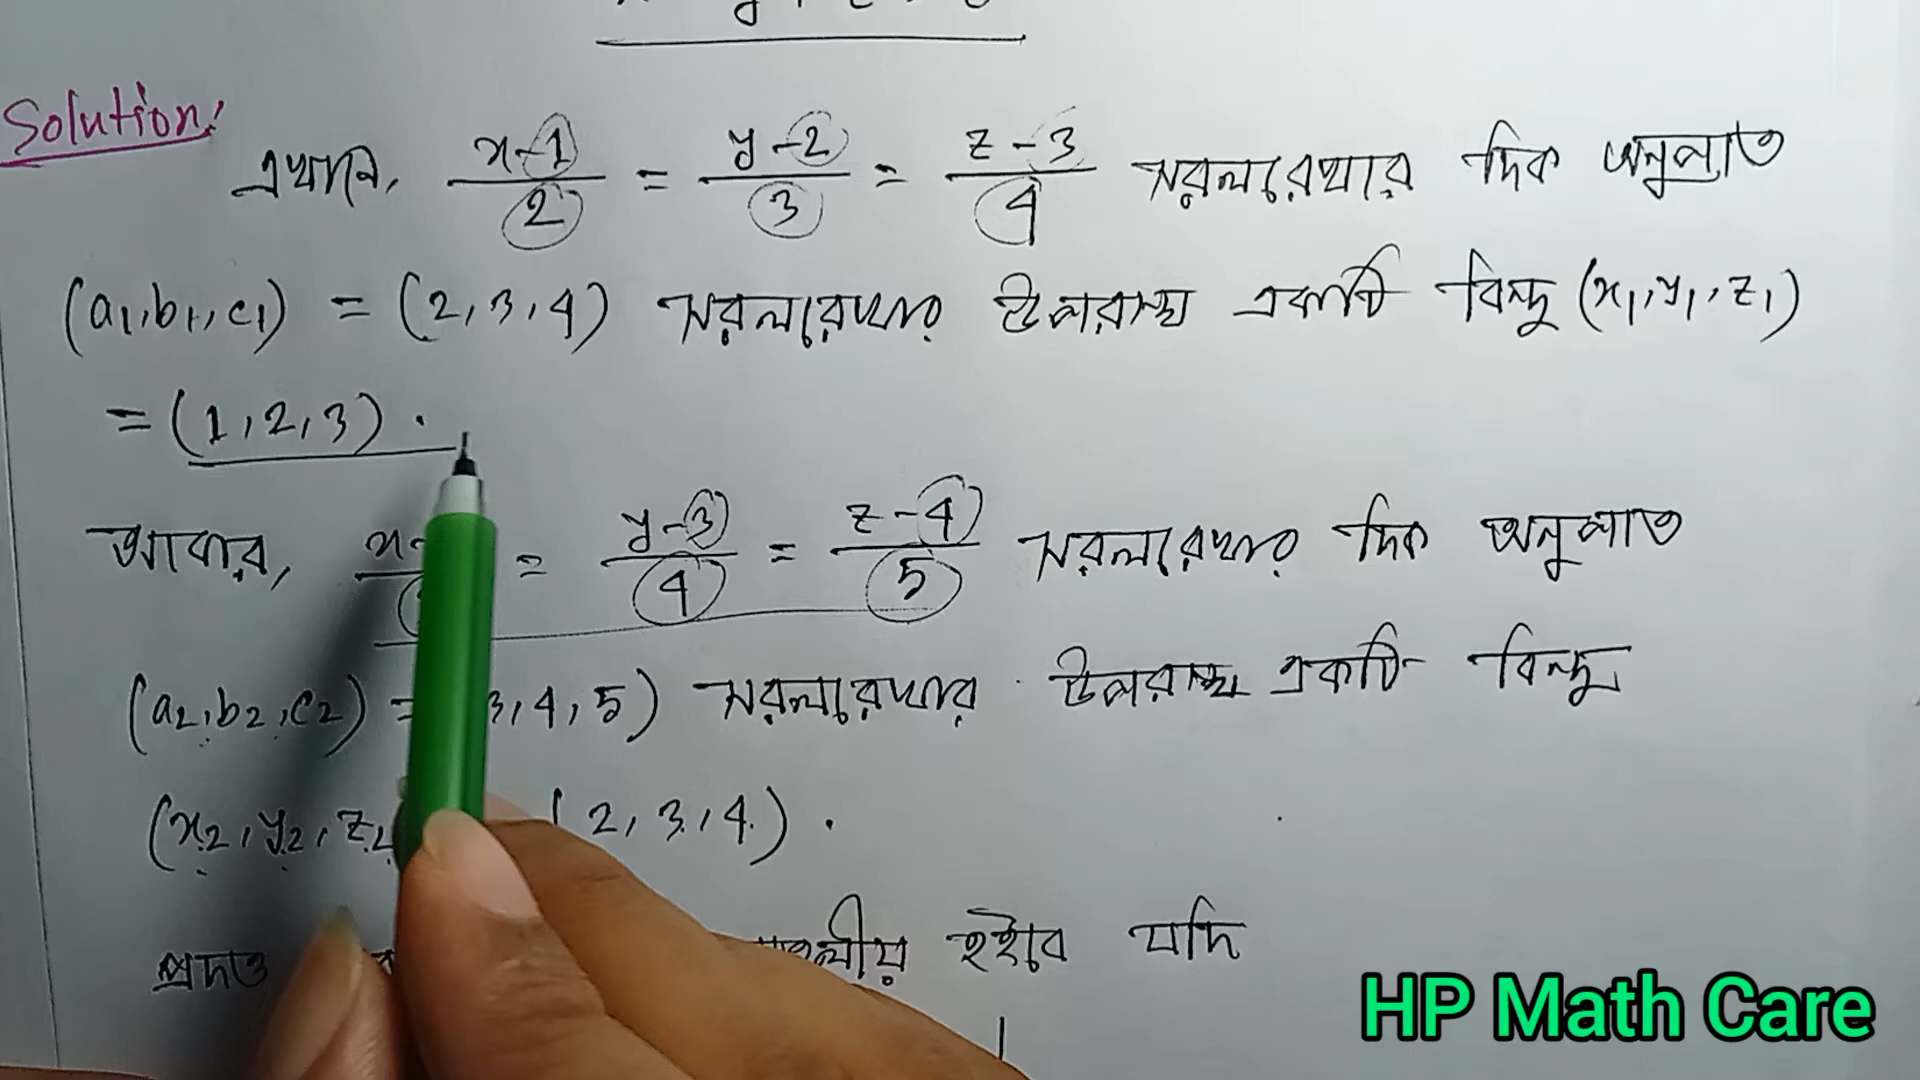 Solution:
এখানে, x-1/2 = y-2/3 = z-3/4 সরলরেখার দিক অনুপাত
(a₁,b₁,c₁) = (2,3,4) সরলরেখার উপরস্থ একটি বিন্দু (x₁,y₁,z₁)
= (1,2,3).
আবার, x- = y-3/4 = z-4/5 সরলরেখার দিক অনুপাত
(a₂,b₂,c₂) = 3,4,5) সরলরেখার উপরস্থ একটি বিন্দু
(x₂,y₂,z₂ (2,3,4).
প্রদত্ত হইবে যদি
HP Math Care